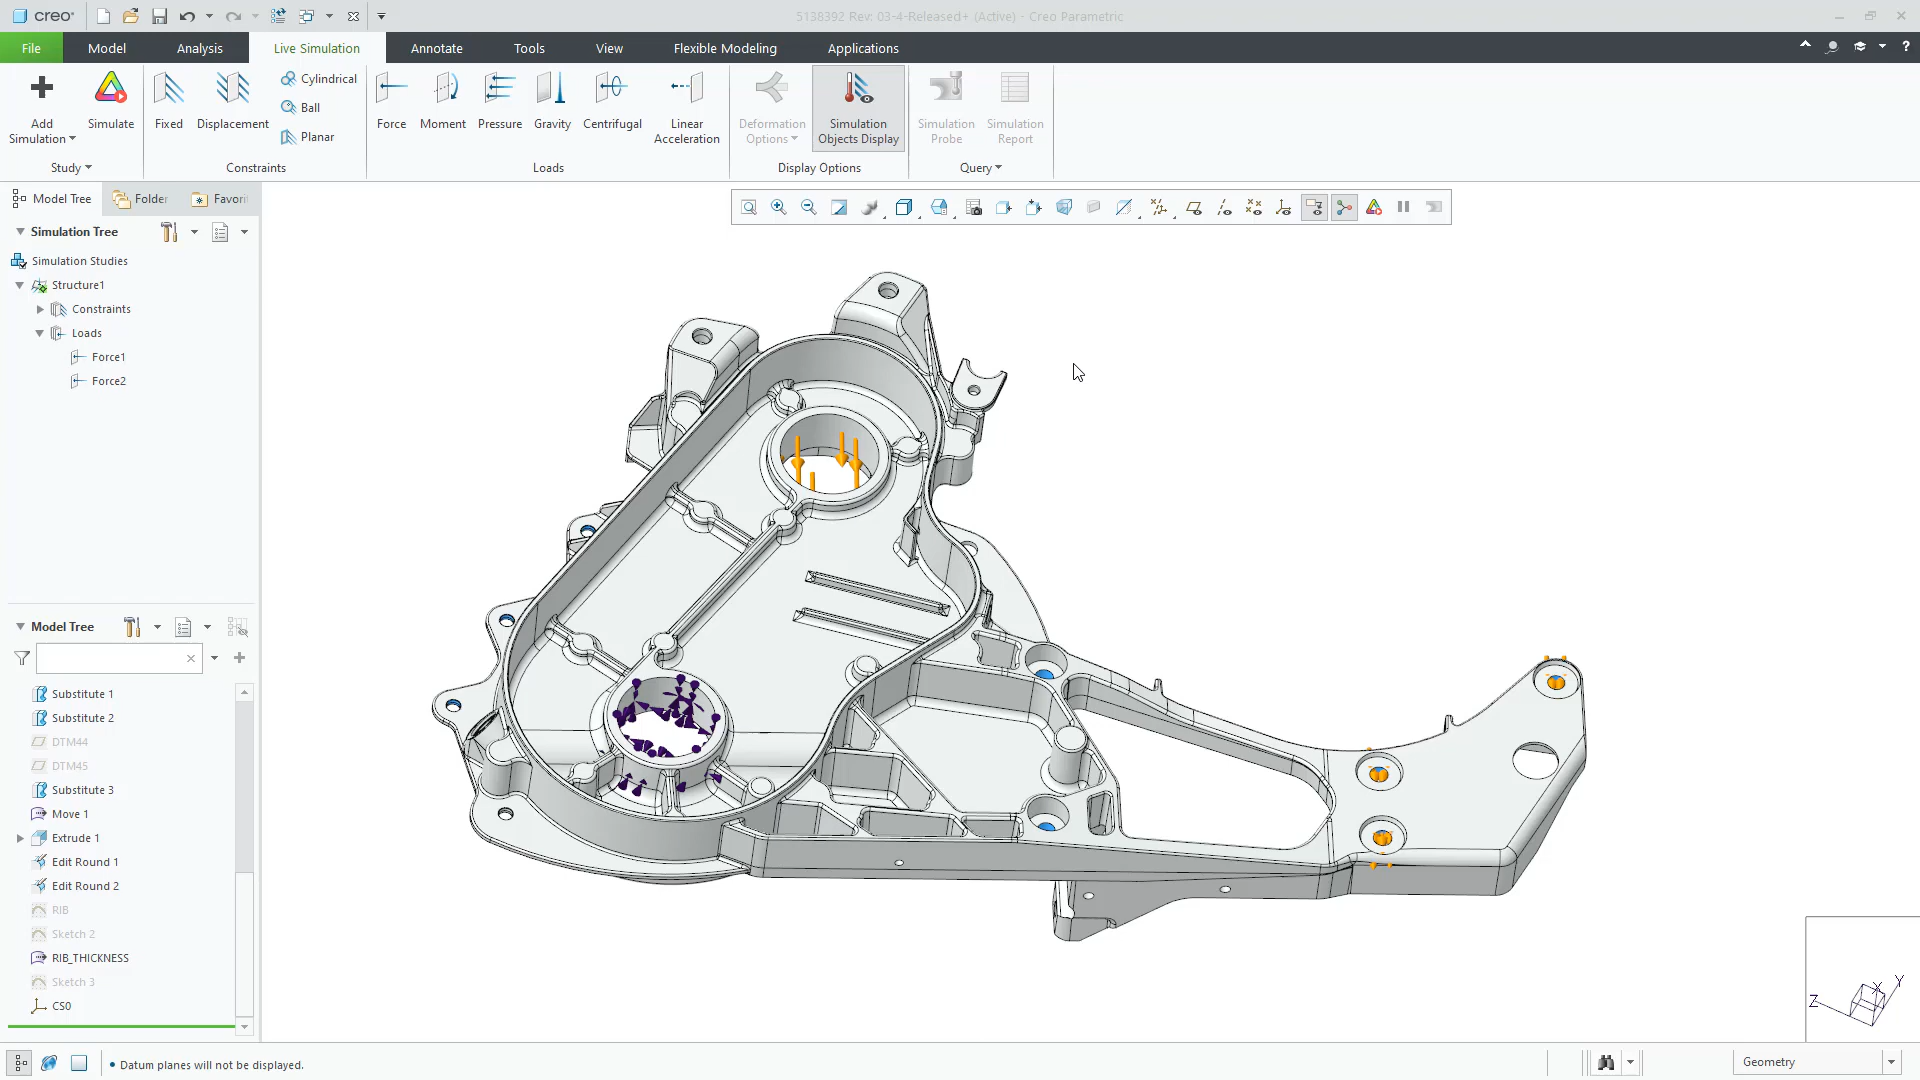 creo
5138392 Rev: 03-4-Released+ (Active) - Creo Parametric
File
Model
Analysis
Live Simulation
Annotate
Tools
View
Flexible Modeling
Applications
?
Add
Simulation
Simulate
Fixed
Displacement
Cylindrical
Ball
Planar
Force
Moment
Pressure
Gravity
Centrifugal
Linear
Acceleration
Deformation
Options
Simulation
Objects Display
Simulation
Probe
Simulation
Report
Study
Constraints
Loads
Display Options
Query
Model Tree
Folder
Favori
Simulation Tree
Simulation Studies
Structure1
Constraints
Loads
Force1
Force2
Model Tree
Substitute 1
Substitute 2
DTM44
DTM45
Substitute 3
Move 1
Extrude 1
Edit Round 1
Edit Round 2
RIB
Sketch 2
RIB_THICKNESS
Sketch 3
CS0
X
Y
Z
• Datum planes will not be displayed.
Geometry